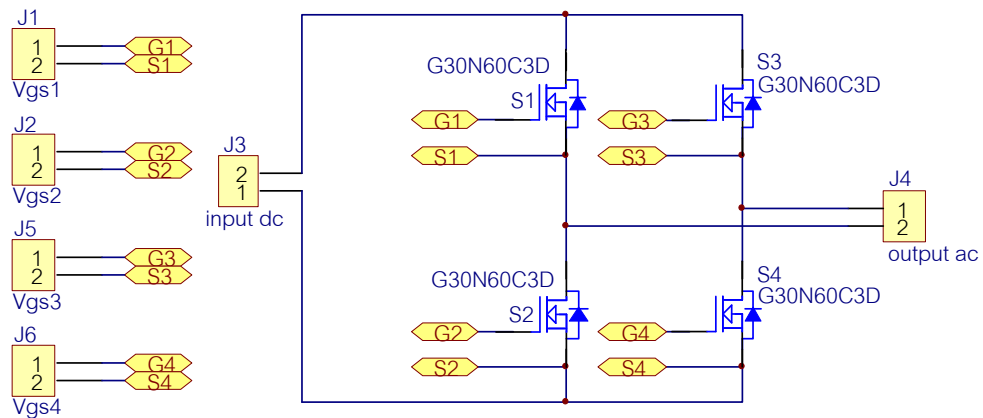 J1
1
2
G1
S1
Vgs1
J2
1
2
G2
S2
Vgs2
J5
1
2
G3
S3
Vgs3
J6
1
2
G4
S4
Vgs4
J3
2
1
input dc
G30N60C3D
S1
G1
S1
S3
G30N60C3D
G3
S3
G30N60C3D
S2
G2
S2
S4
G30N60C3D
G4
S4
J4
1
2
output ac